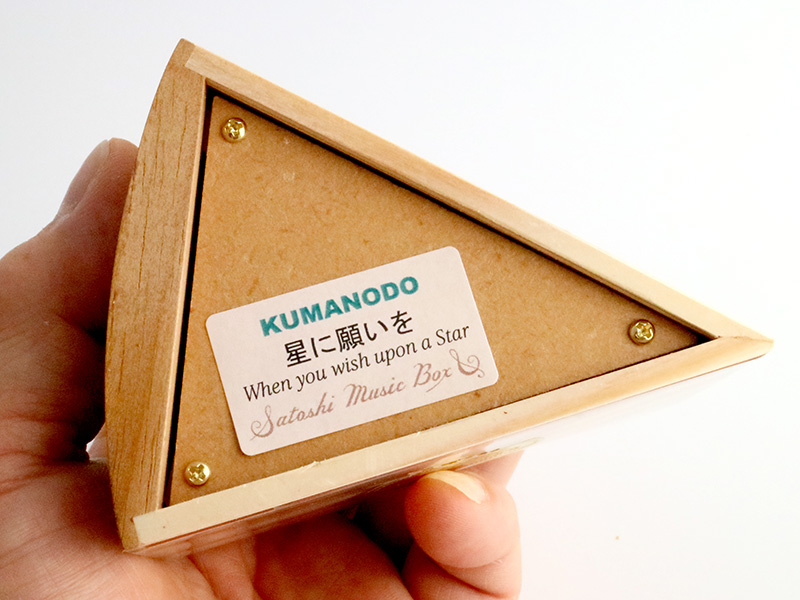 KUMANODO
星に願いを
When you wish upon a Star
Satoshi Music Box